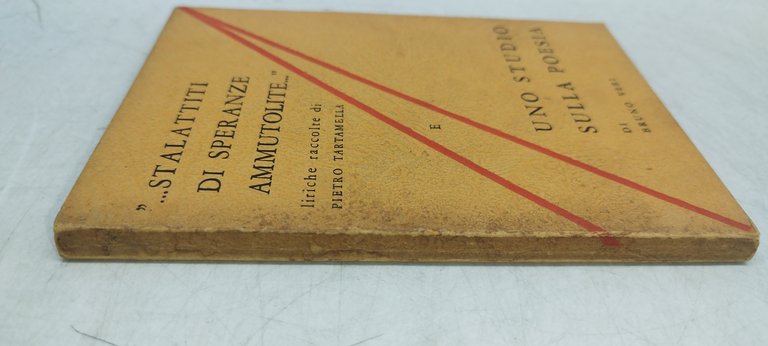 "...STALATTITI
DI SPERANZE
AMMUTOLITE..."
liriche raccolte di
PIETRO TARTAMELLA
E
UNO STUDIO
SULLA POESIA
DI
BRUNO